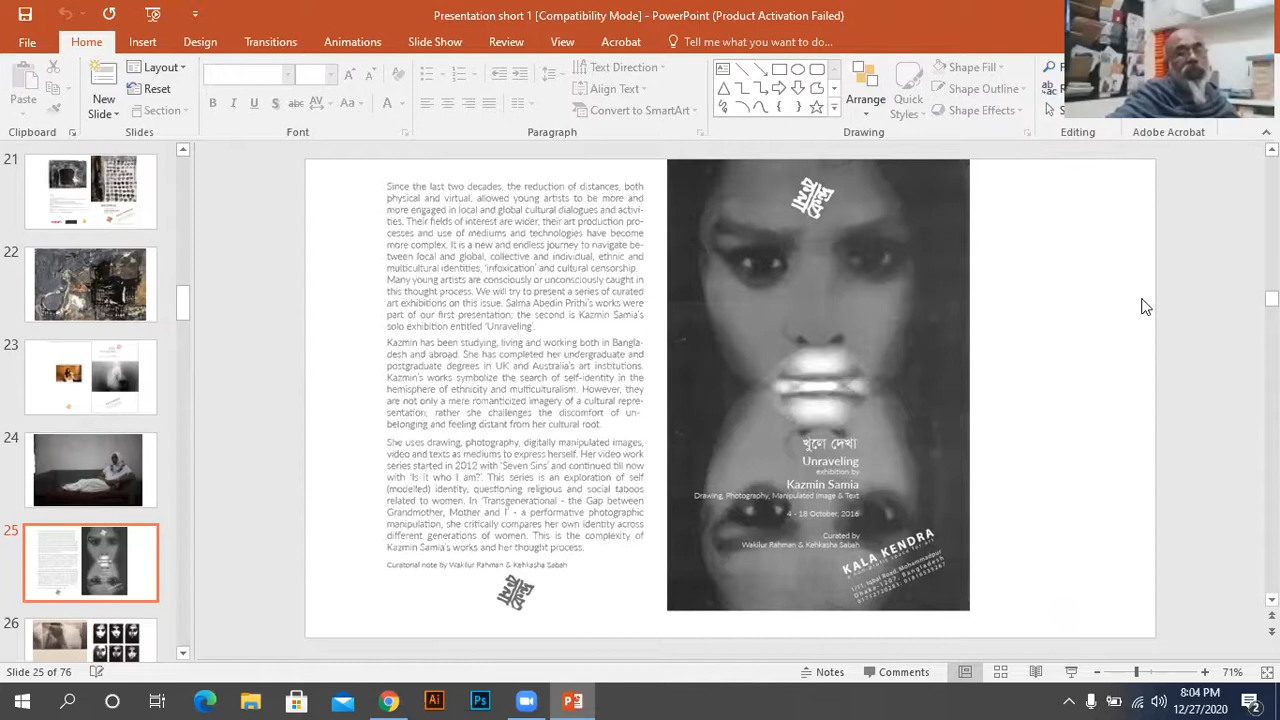 Presentation short 1 [Compatibility Mode] - PowerPoint (Product Activation Failed)
File Home Insert Design Transitions Animations Slide Show Review View Acrobat Tell me what you want to do...
Paste
New Slide
Layout
Reset
Section
B I U S abc AV Aa A
Text Direction
Align Text
Convert to SmartArt
Arrange
Quick Styles
Shape Fill
Shape Outline
Shape Effects
Clipboard Slides Font Paragraph Drawing Editing Adobe Acrobat
21
22
23
24
25
26
Since the last two decades, the reduction of distances, both
physical and virtual, allowed young artists to be more and
more engaged in local and global cultural dialogues and activi-
ties. Their fields of interest are wider, their art production pro-
cesses and use of mediums and technologies have become
more complex. It is a new and endless journey to navigate be-
tween local and global, collective and individual, ethnic and
multicultural identities, 'infoxication' and cultural censorship.
Many young artists are consciously or unconsciously caught in
this thought process. We will try to present a series of curated
art exhibitions on this issue. Salma Abedin Prithi's works were
part of our first presentation; the second is Kazmin Samia's
solo exhibition entitled 'Unraveling'.
Kazmin has been studying, living and working both in Bangla-
desh and abroad. She has completed her undergraduate and
postgraduate degrees in UK and Australia's art institutions.
Kazmin's works symbolize the search of self-identity in the
hemisphere of ethnicity and multiculturalism. However, they
are not only a mere romanticized imagery of a cultural repre-
sentation; rather she challenges the discomfort of un-
belonging and feeling distant from her cultural root.
She uses drawing, photography, digitally manipulated images,
video and texts as mediums to express herself. Her video work
series started in 2012 with 'Seven Sins' and continued till now
with 'Is it who I am?'. This series is an exploration of self
(modelled) identity, questioning religious and social taboos
related to women. In 'Transgenerational - the Gap between
Grandmother, Mother and I' - a performative photographic
manipulation, she critically compares her own identity across
different generations of women. This is the complexity of
Kazmin Samia's works and her thought process.
Curatorial note by Wakilur Rahman & Kehkasha Sabah
কলাকেন্দ্র
কলাকেন্দ্র
খুলে দেখা
Unraveling
exhibition by
Kazmin Samia
Drawing, Photography, Manipulated Image & Text
4 - 18 October, 2016
Curated by
Wakilur Rahman & Kehkasha Sabah
KALA KENDRA
1/11, Iqbal Road, Mohammadpur
Dhaka-1207, Bangladesh
Slide 25 of 76 Notes Comments 71%
Ai Ps
8:04 PM
12/27/2020
2